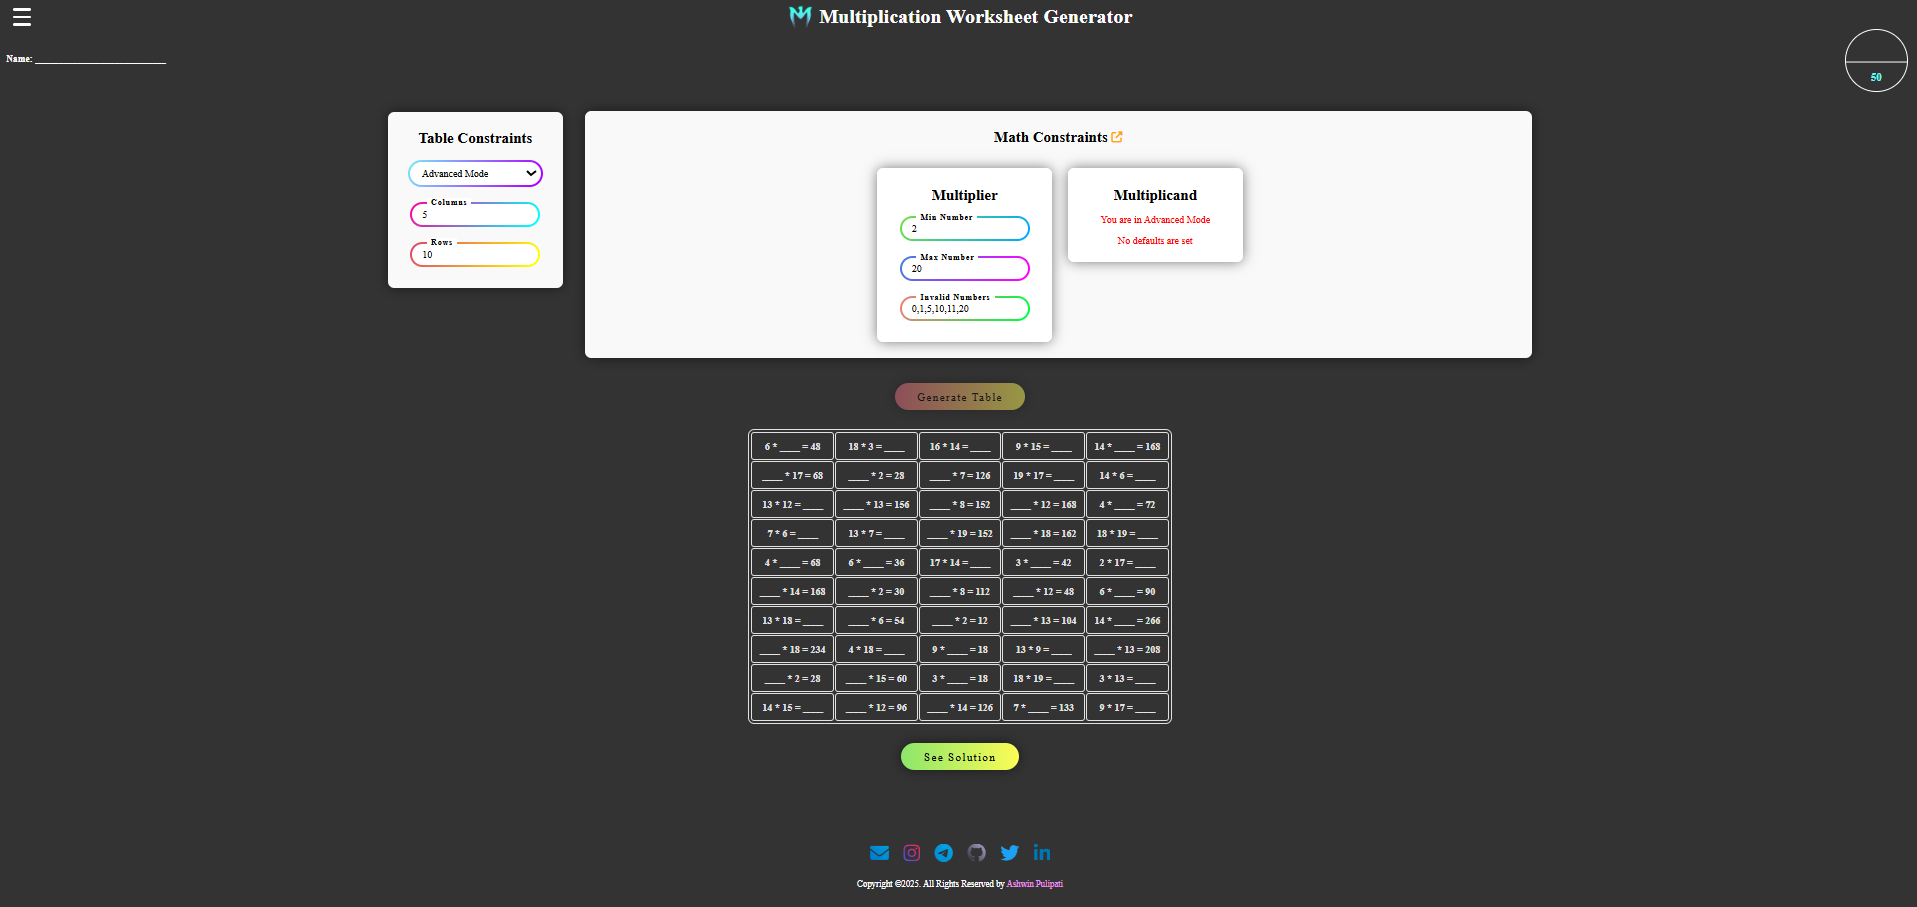 Multiplication Worksheet Generator
Name: ___________________________
50
Table Constraints
Advanced Mode
Columns
5
Rows
10
Math Constraints
Multiplier
Min Number
2
Max Number
20
Invalid Numbers
0,1,5,10,11,20
Multiplicand
You are in Advanced Mode
No defaults are set
Generate Table
6 * ____ = 48 18 * 3 = ____ 16 * 14 = ____ 9 * 15 = ____ 14 * ____ = 168
____ * 17 = 68 ____ * 2 = 28 ____ * 7 = 126 19 * 17 = ____ 14 * 6 = ____
13 * 12 = ____ ____ * 13 = 156 ____ * 8 = 152 ____ * 12 = 168 4 * ____ = 72
7 * 6 = ____ 13 * 7 = ____ ____ * 19 = 152 ____ * 18 = 162 18 * 19 = ____
4 * ____ = 68 6 * ____ = 36 17 * 14 = ____ 3 * ____ = 42 2 * 17 = ____
____ * 14 = 168 ____ * 2 = 30 ____ * 8 = 112 ____ * 12 = 48 6 * ____ = 90
13 * 18 = ____ ____ * 6 = 54 ____ * 2 = 12 ____ * 13 = 104 14 * ____ = 266
____ * 18 = 234 4 * 18 = ____ 9 * ____ = 18 13 * 9 = ____ ____ * 13 = 208
____ * 2 = 28 ____ * 15 = 60 3 * ____ = 18 18 * 19 = ____ 3 * 13 = ____
14 * 15 = ____ ____ * 12 = 96 ____ * 14 = 126 7 * ____ = 133 9 * 17 = ____
See Solution
Copyright ©2025. All Rights Reserved by Ashwin Pulipati